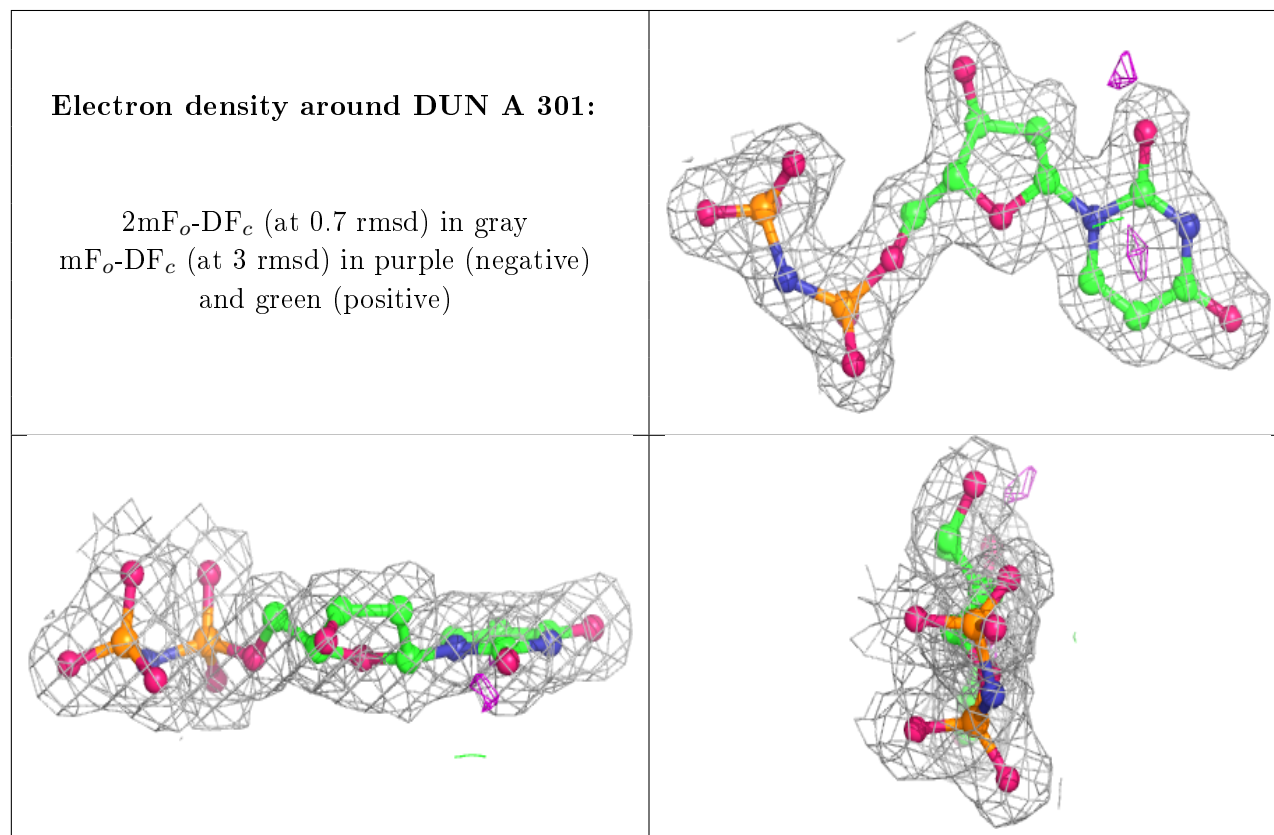 Electron density around DUN A 301:
2mFₒ-DF𝒸 (at 0.7 rmsd) in gray
mFₒ-DF𝒸 (at 3 rmsd) in purple (negative)
and green (positive)